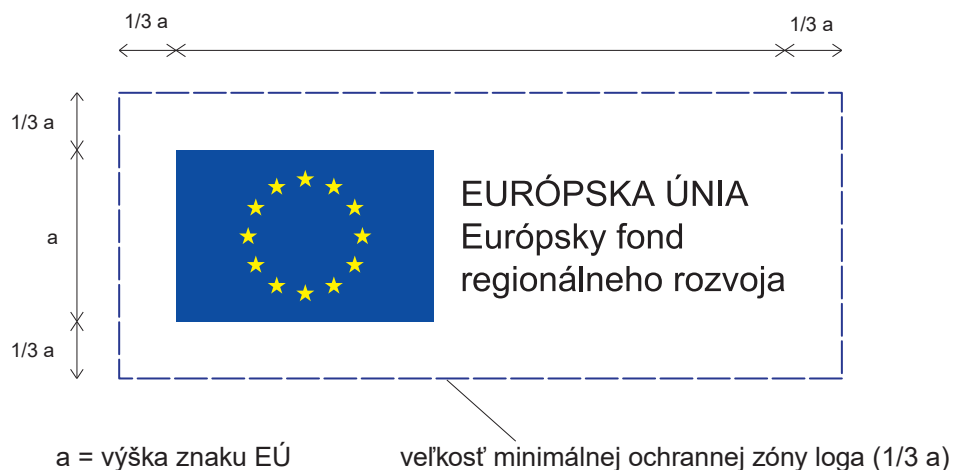 1/3 a
1/3 a
1/3 a
a
1/3 a
EURÓPSKA ÚNIA
Európsky fond
regionálneho rozvoja
a = výška znaku EÚ
veľkosť minimálnej ochrannej zóny loga (1/3 a)